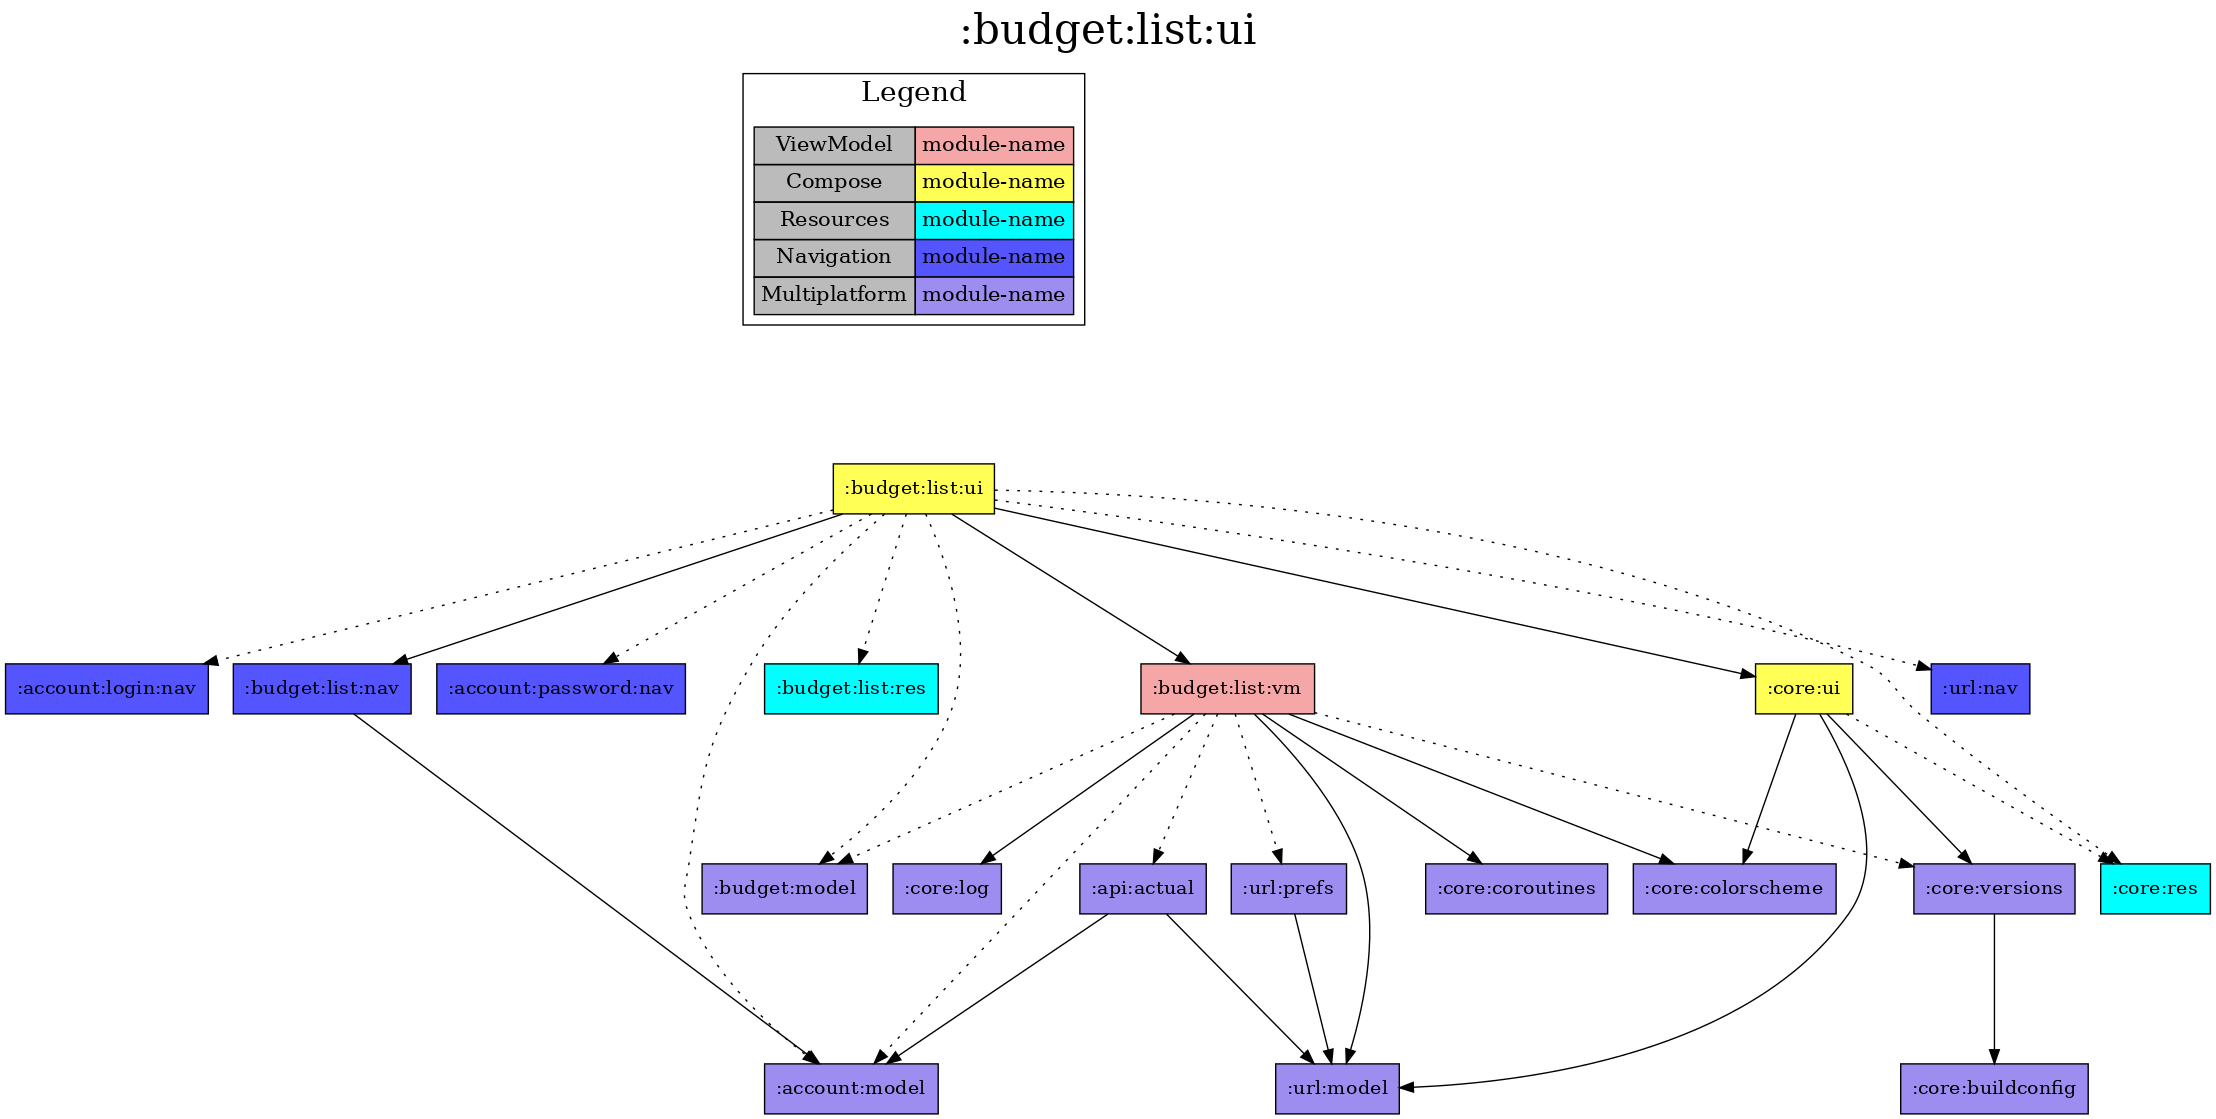 :budget:list:ui
Legend
ViewModel module-name
Compose module-name
Resources module-name
Navigation module-name
Multiplatform module-name
:budget:list:ui
:account:login:nav
:budget:list:nav
:account:password:nav
:budget:list:res
:budget:list:vm
:core:ui
:url:nav
:budget:model
:core:log
:api:actual
:url:prefs
:core:coroutines
:core:colorscheme
:core:versions
:core:res
:account:model
:url:model
:core:buildconfig